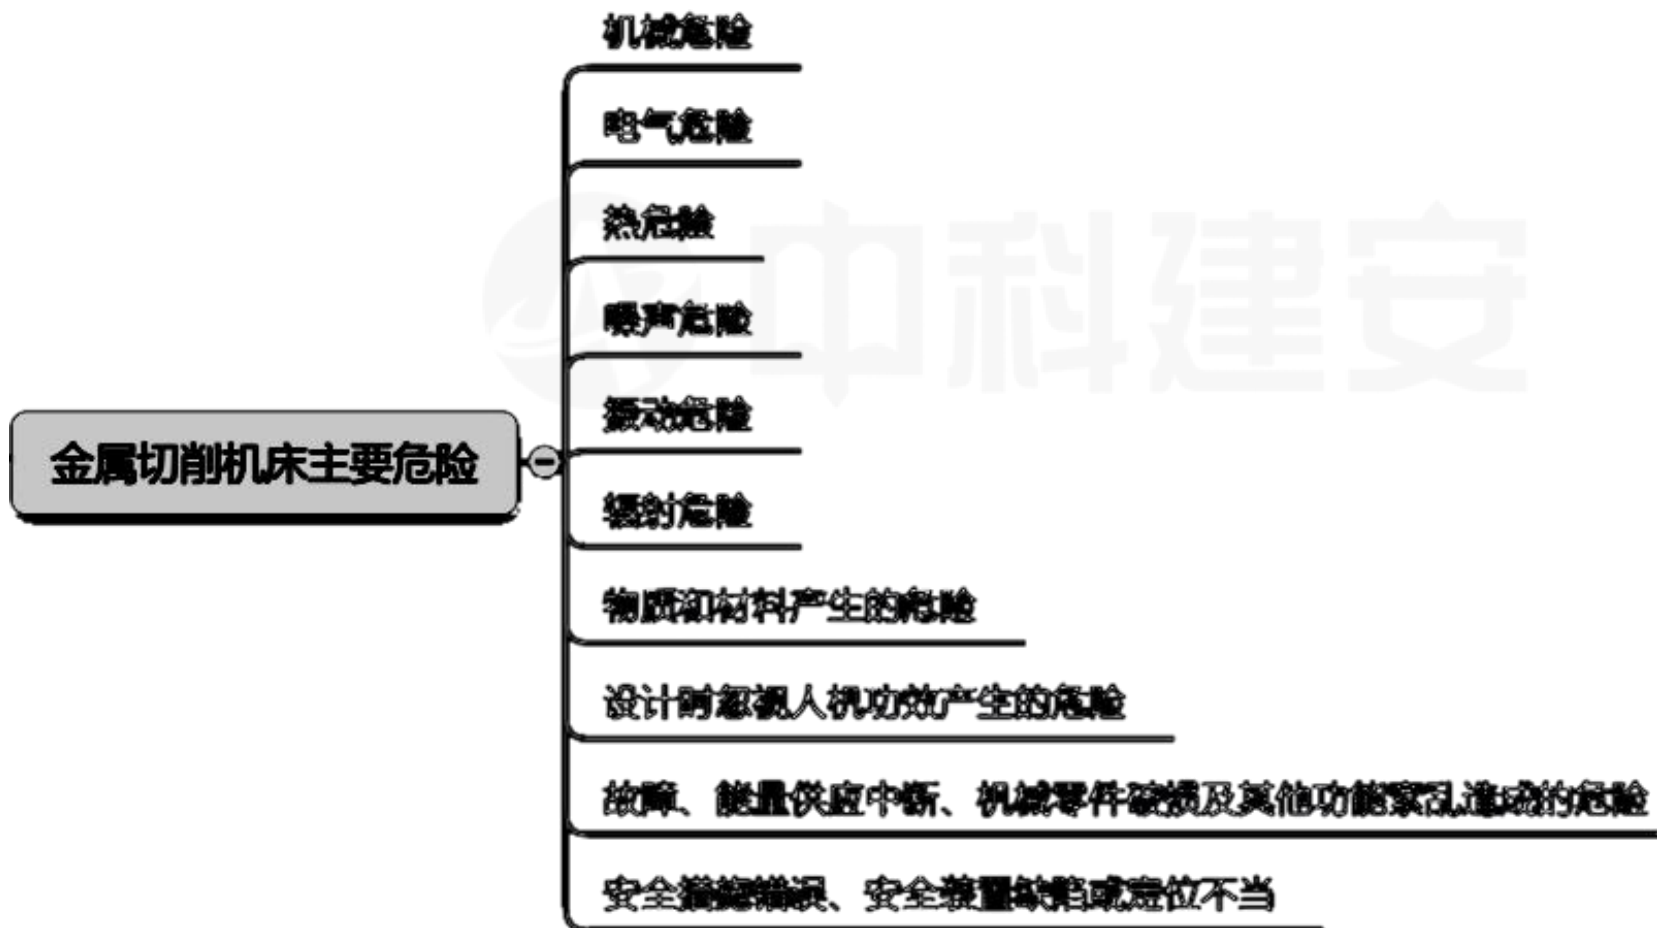 机械危险
电气危险
热危险
噪声危险
中科建安
振动危险
金属切削机床主要危险
辐射危险
物质和材料产生的危险
设计时忽视人机功效产生的危险
故障、能量供应中断、机械零件破损及其他功能紊乱造成的危险
安全措施错误、安全装置缺陷或定位不当